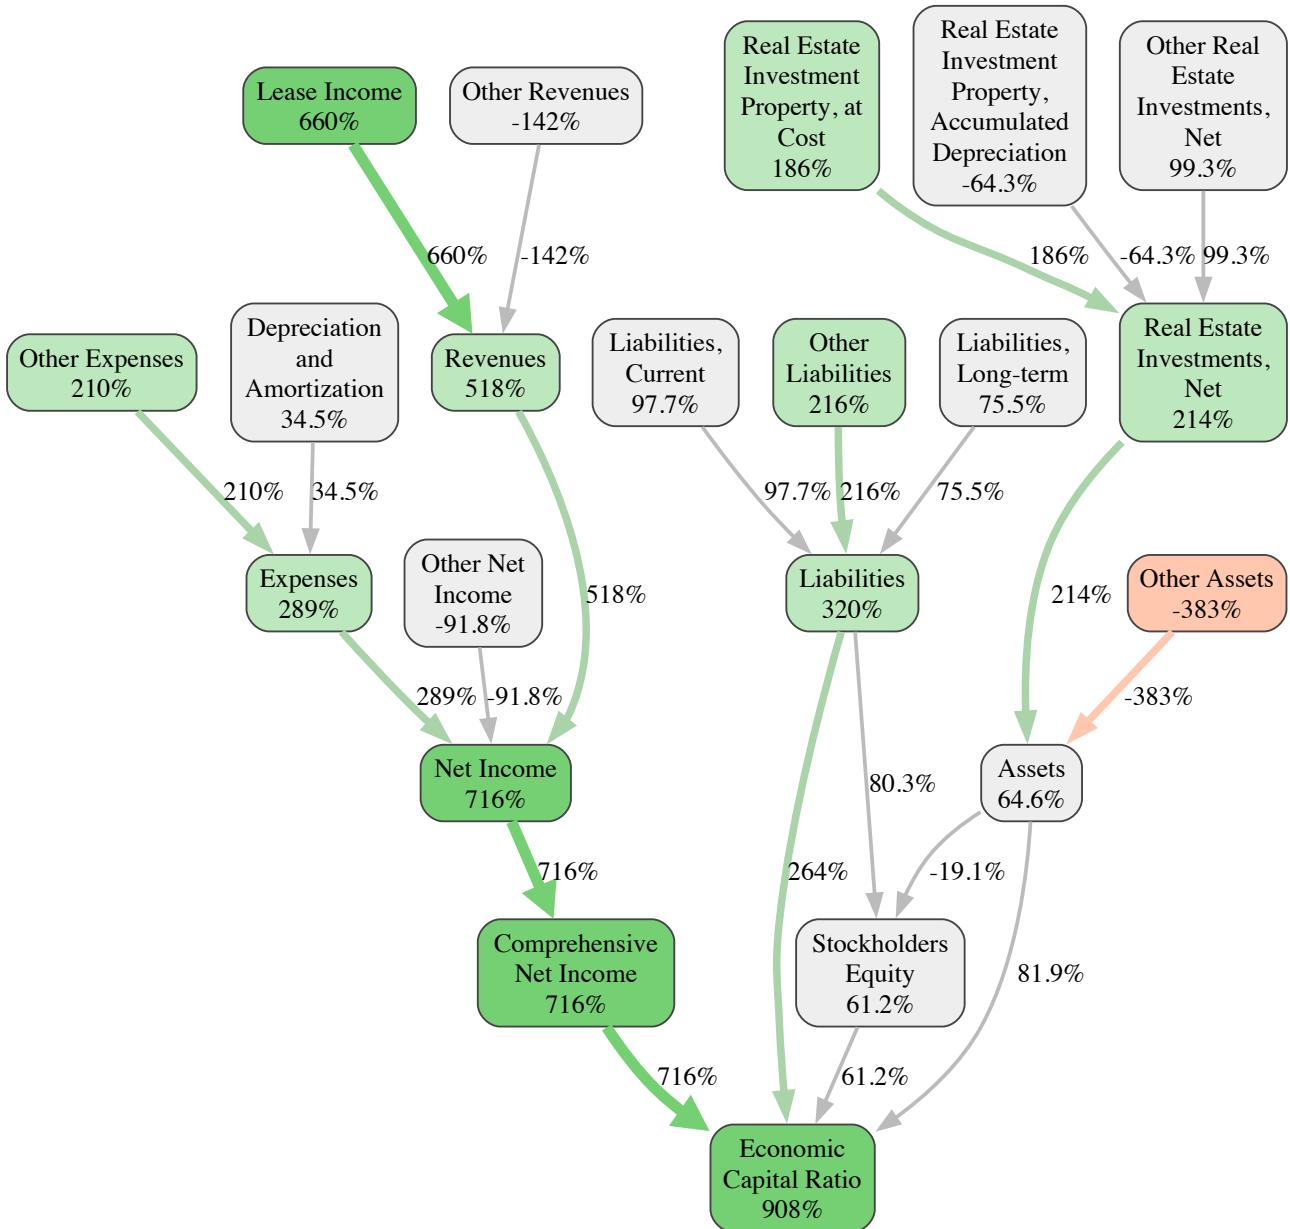 Real Estate
Investment
Property, at
Cost
186%
Real Estate
Investment
Property,
Accumulated
Depreciation
-64.3%
Other Real
Estate
Investments,
Net
99.3%
Lease Income
660%
Other Revenues
-142%
660%
-142%
186%
-64.3%
99.3%
Other Expenses
210%
Depreciation
and
Amortization
34.5%
Revenues
518%
Liabilities,
Current
97.7%
Other
Liabilities
216%
Liabilities,
Long-term
75.5%
Real Estate
Investments,
Net
214%
210%
34.5%
97.7%
216%
75.5%
Expenses
289%
Other Net
Income
-91.8%
518%
Liabilities
320%
214%
Other Assets
-383%
289%
-91.8%
-383%
Net Income
716%
80.3%
Assets
64.6%
716%
264%
-19.1%
Comprehensive
Net Income
716%
Stockholders
Equity
61.2%
81.9%
716%
61.2%
Economic
Capital Ratio
908%